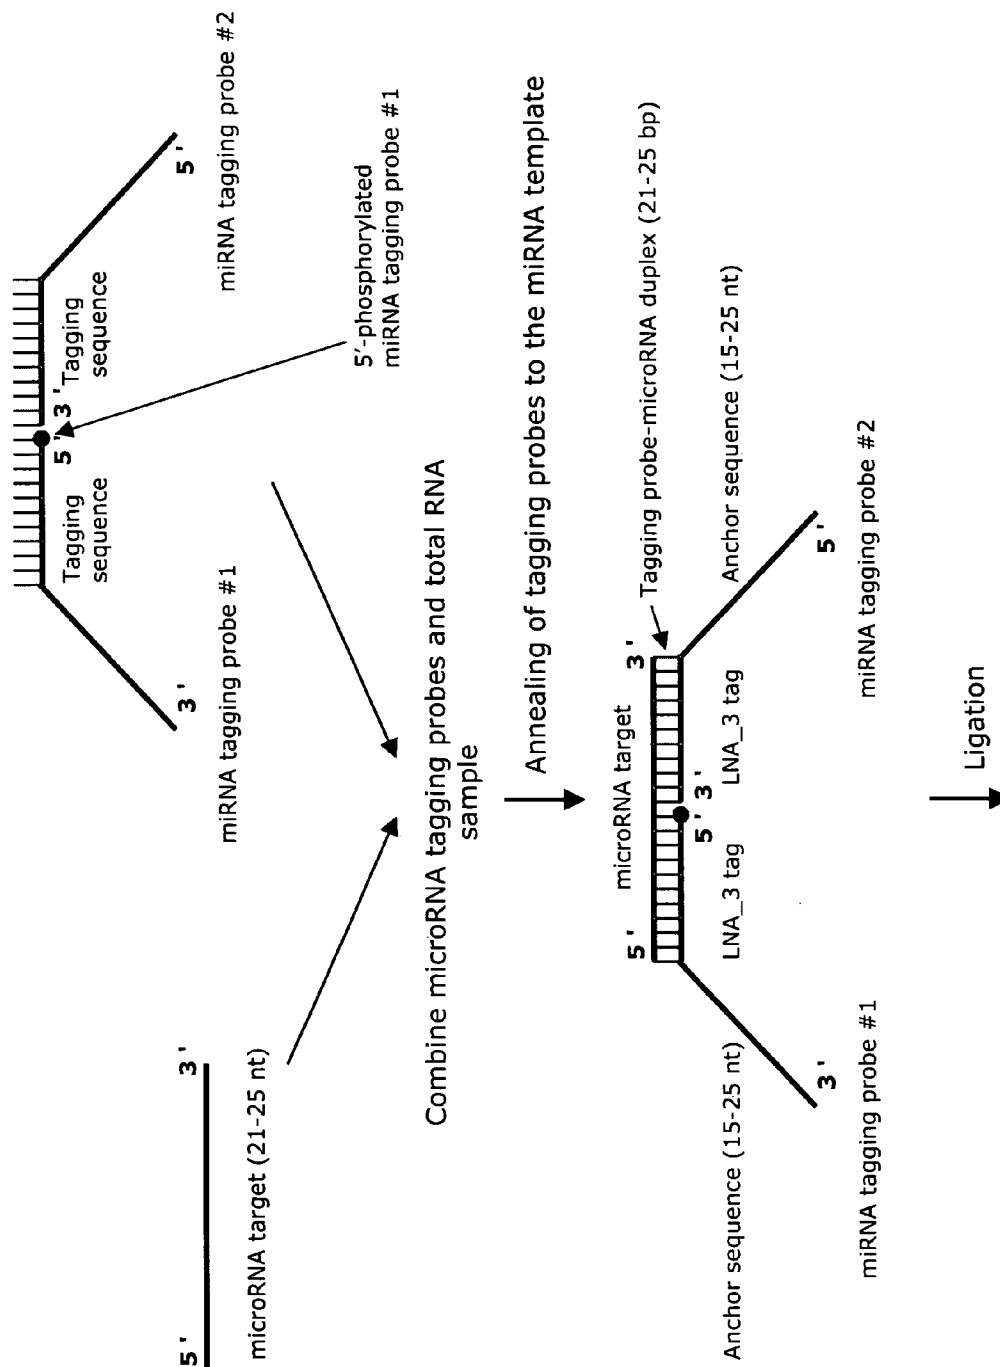 Tagging
sequence
5'
3'
Tagging
sequence
3'
miRNA tagging probe #1
5'
miRNA tagging probe #2
5'
3'
microRNA target (21-25 nt)
5'-phosphorylated
miRNA tagging probe #1
Combine microRNA tagging probes and total RNA
sample
Annealing of tagging probes to the miRNA template
microRNA target
5'
3'
Tagging probe-microRNA duplex (21-25 bp)
5'
3'
Anchor sequence (15-25 nt)
LNA_3 tag
LNA_3 tag
Anchor sequence (15-25 nt)
3'
5'
miRNA tagging probe #1
miRNA tagging probe #2
Ligation